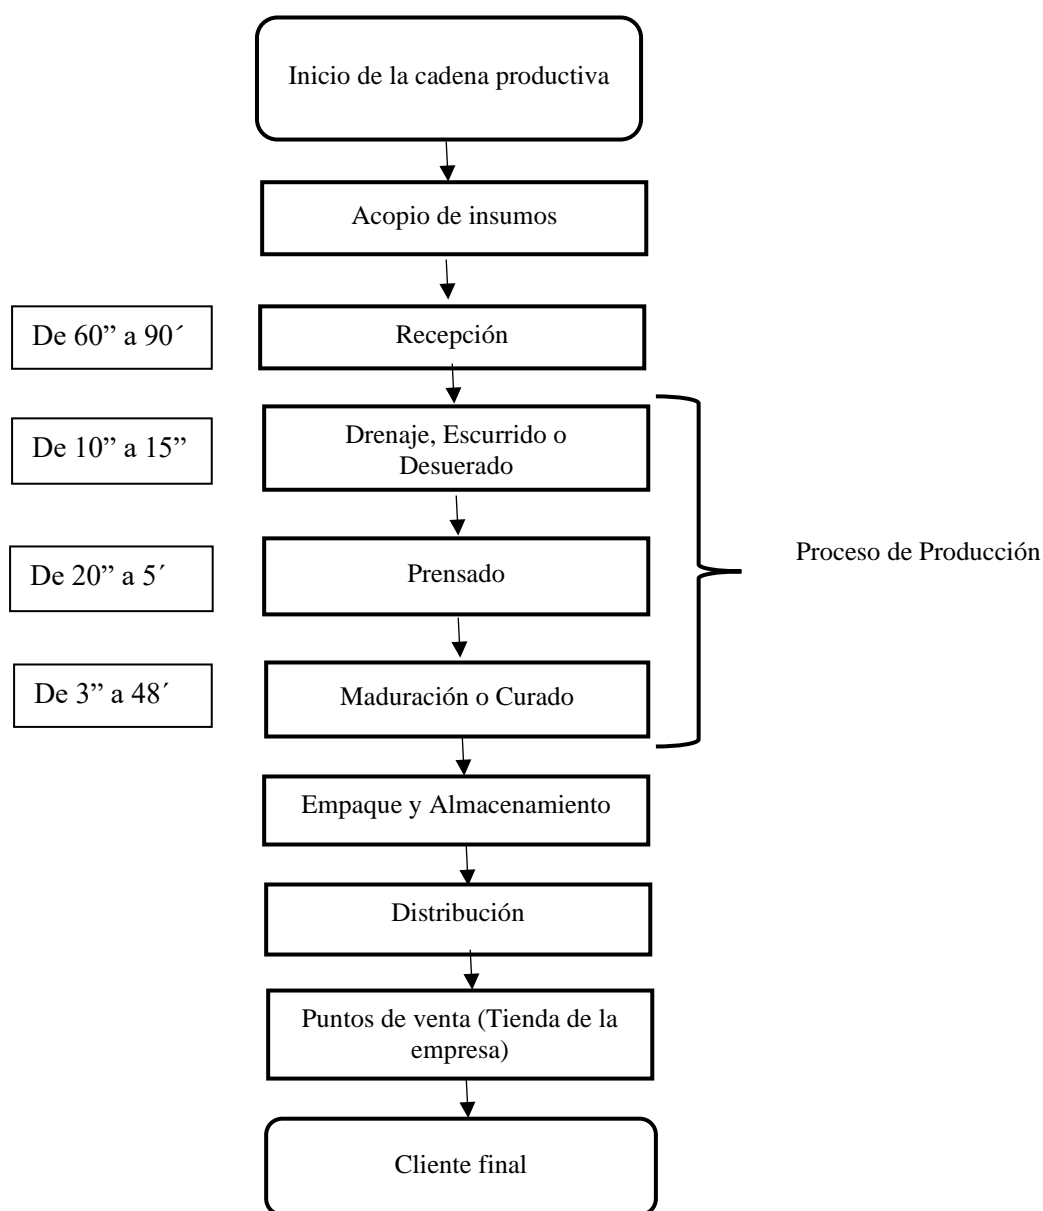 Inicio de la cadena productiva
Acopio de insumos
De 60” a 90´
Recepción
De 10” a 15”
Drenaje, Escurrido o
Desuerado
Proceso de Producción
De 20” a 5´
Prensado
De 3” a 48´
Maduración o Curado
Empaque y Almacenamiento
Distribución
Puntos de venta (Tienda de la
empresa)
Cliente final